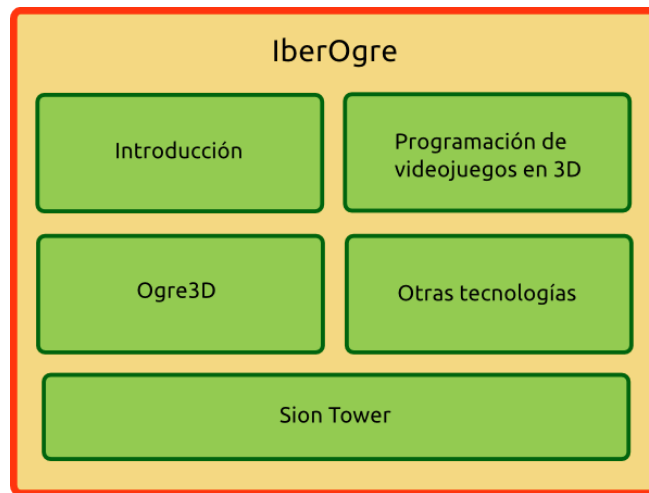 IberOgre
Introducción
Programación de
videojuegos en 3D
Ogre3D
Otras tecnologías
Sion Tower